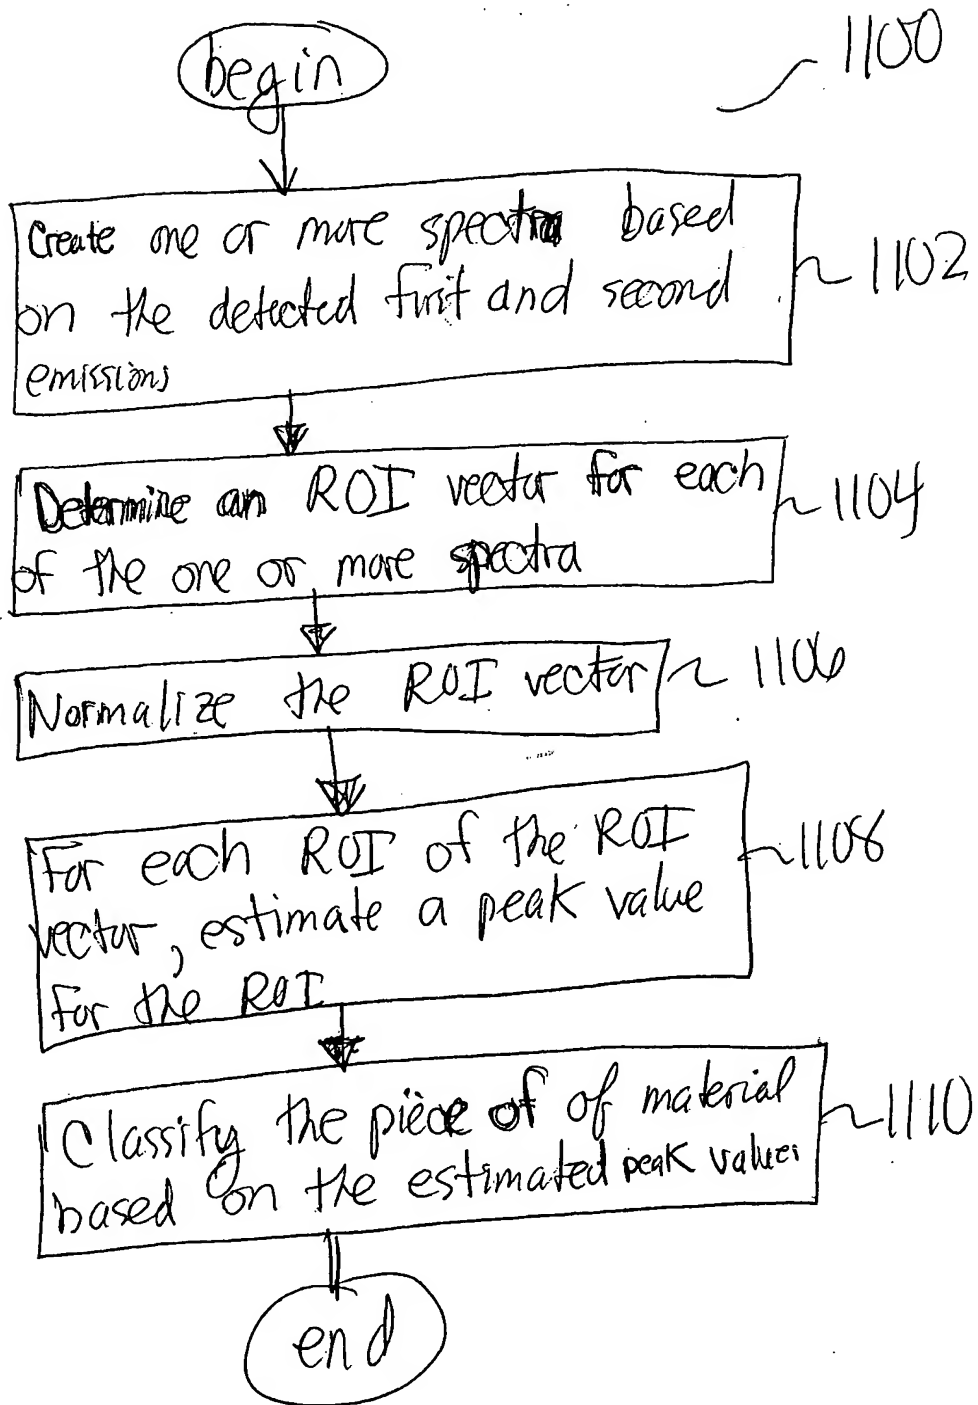 begin
1100
Create one or more spectra based
on the detected first and second
emissions
1102
Determine an ROI vector for each
of the one or more spectra
1104
Normalize the ROI vector
1106
For each ROI of the ROI
vector, estimate a peak value
for the ROI
1108
Classify the piece of of material
based on the estimated peak values
1110
end